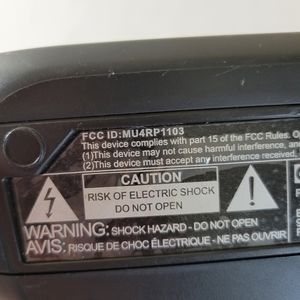 FCC ID:MU4RP1103
This device complies with part 15 of the FCC Rules. 
(1)This device may not cause harmful interference,
(2)This device must accept any interference received
CAUTION
RISK OF ELECTRIC SHOCK
DO NOT OPEN
WARNING: SHOCK HAZARD - DO NOT OPEN
AVIS: RISQUE DE CHOC ÉLECTRIQUE - NE PAS OUVRIR